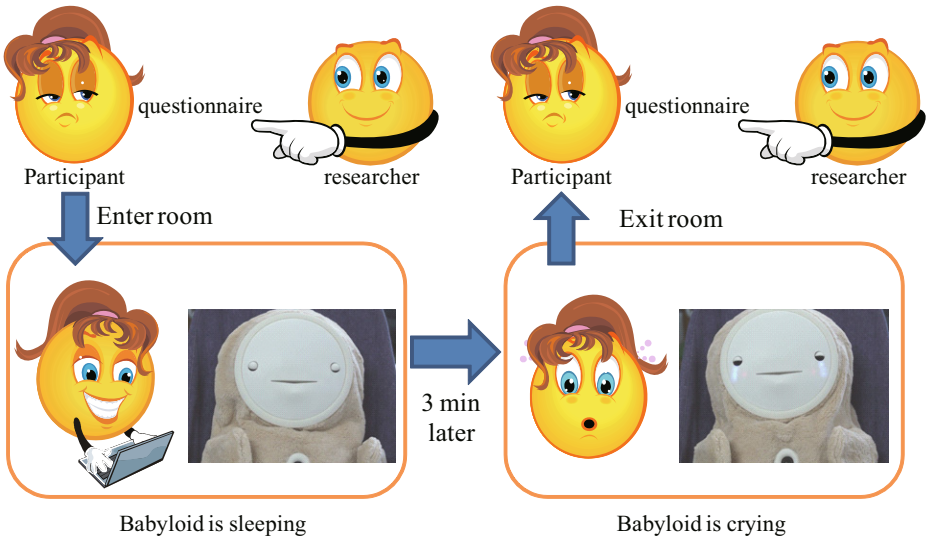 questionnaire
Participant
researcher
Enter room
questionnaire
Participant
researcher
Exit room
3 min
later
Babyloid is sleeping
Babyloid is crying